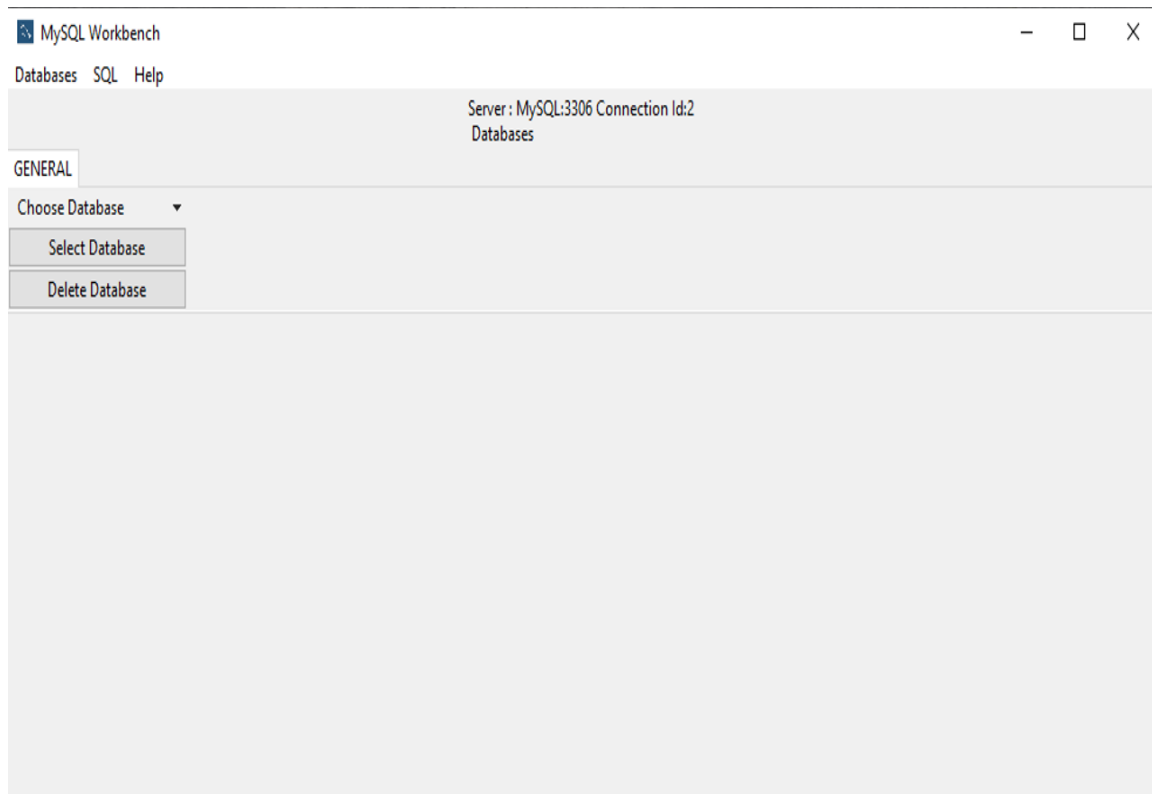 MySQL Workbench
Databases SQL Help
Server : MySQL:3306 Connection Id:2
Databases
GENERAL
Choose Database
Select Database
Delete Database